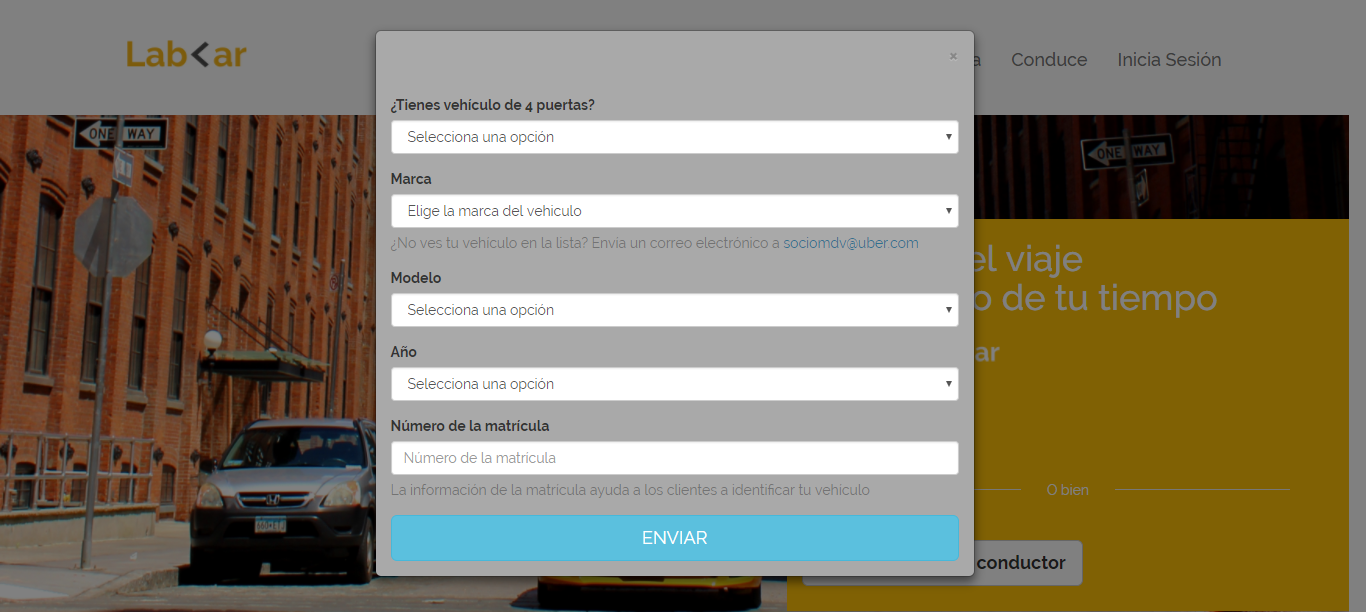 Lab<ar
Conduce
Inicia Sesión
×
¿Tienes vehículo de 4 puertas?
Selecciona una opción
Marca
Elige la marca del vehiculo
¿No ves tu vehículo en la lista? Envía un correo electrónico a sociomdv@uber.com
Modelo
Selecciona una opción
Año
Selecciona una opción
Número de la matrícula
Número de la matricula
La información de la matricula ayuda a los clientes a identificar tu vehículo
ENVIAR
ONE WAY
ONE WAY
el viaje
de tu tiempo
ar
O bien
conductor